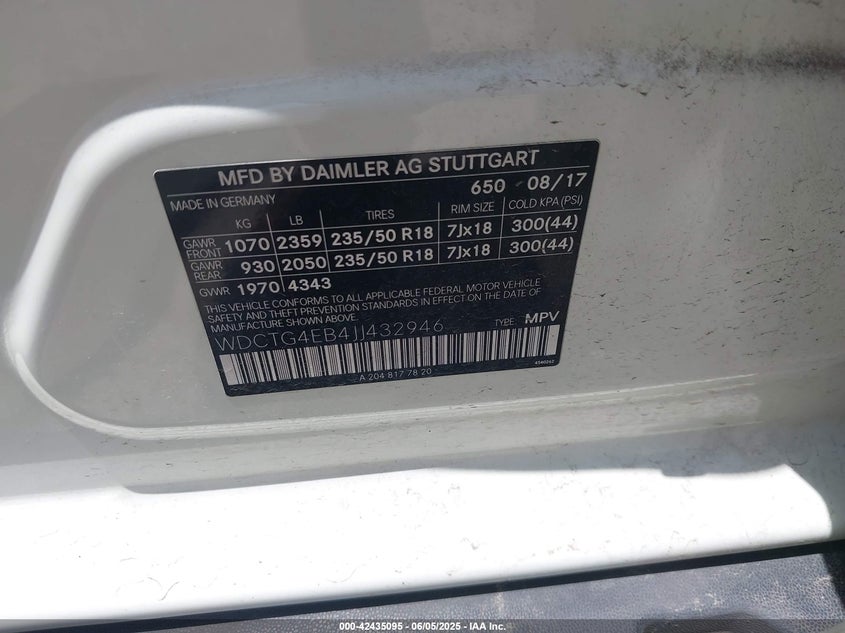 MFD BY DAIMLER AG STUTTGART
MADE IN GERMANY 650 08/17
KG LB TIRES RIM SIZE COLD KPA (PSI)
GAWR FRONT 1070 2359 235/50 R18 7Jx18 300(44)
GAWR REAR 930 2050 235/50 R18 7Jx18 300(44)
GVWR 1970 4343
THIS VEHICLE CONFORMS TO ALL APPLICABLE FEDERAL MOTOR VEHICLE
SAFETY AND THEFT PREVENTION STANDARDS IN EFFECT ON THE DATE OF
MANUFACTURE SHOWN ABOVE.
WDCTG4EB4JJ432946 TYPE: MPV
A 204 817 78 20 4540262
000-42435095 - 06/05/2025 - IAA Inc.